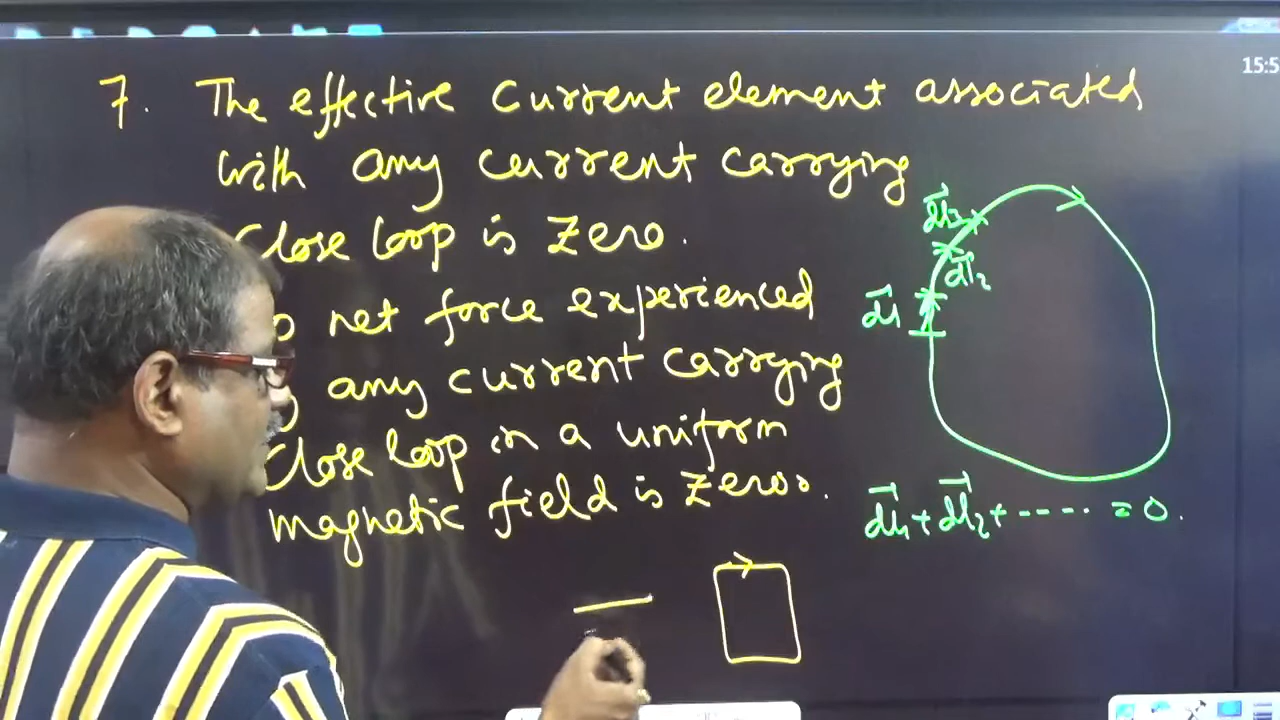 7. The effective current element associated
with any current carrying
close loop is zero.
net force experienced
any current carrying
close loop in a uniform
magnetic field is zero.
dl₃
dl₂
dl₁
dl₁ + dl₂ + ----- = 0.
15:5